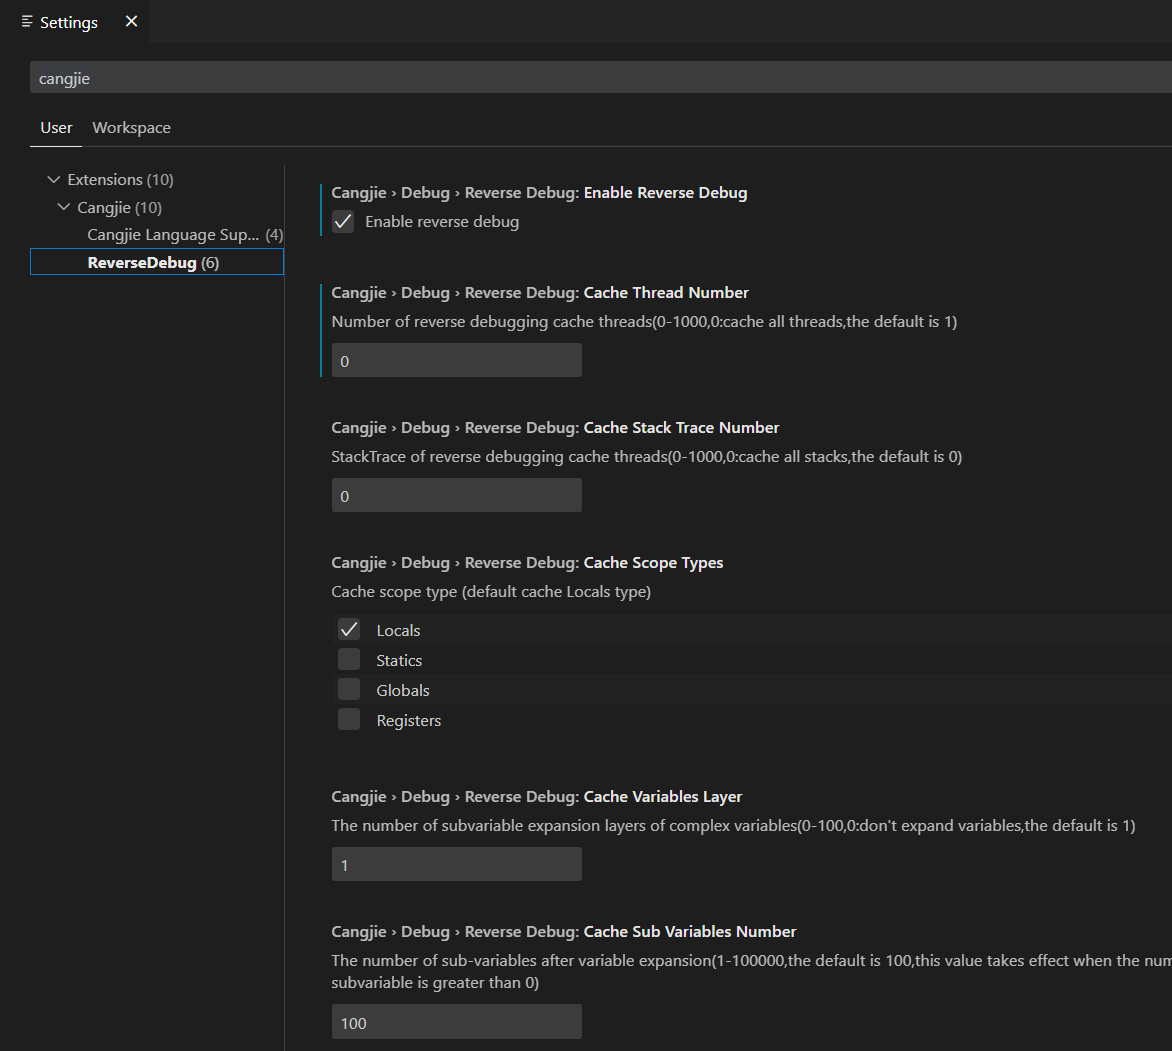 Settings
cangjie
User Workspace
Extensions (10)
Cangjie (10)
Cangjie Language Sup... (4)
ReverseDebug (6)
Cangjie › Debug › Reverse Debug: Enable Reverse Debug
Enable reverse debug
Cangjie › Debug › Reverse Debug: Cache Thread Number
Number of reverse debugging cache threads(0-1000,0:cache all threads,the default is 1)
0
Cangjie › Debug › Reverse Debug: Cache Stack Trace Number
StackTrace of reverse debugging cache threads(0-1000,0:cache all stacks,the default is 0)
0
Cangjie › Debug › Reverse Debug: Cache Scope Types
Cache scope type (default cache Locals type)
Locals
Statics
Globals
Registers
Cangjie › Debug › Reverse Debug: Cache Variables Layer
The number of subvariable expansion layers of complex variables(0-100,0:don't expand variables,the default is 1)
1
Cangjie › Debug › Reverse Debug: Cache Sub Variables Number
The number of sub-variables after variable expansion(1-100000,the default is 100,this value takes effect when the num
subvariable is greater than 0)
100